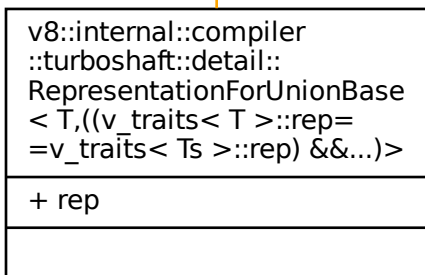 v8::internal::compiler
::turboshaft::detail::
RepresentationForUnionBase
< T,((v_traits< T >::rep=
=v_traits< Ts >::rep) &&...)>
+ rep